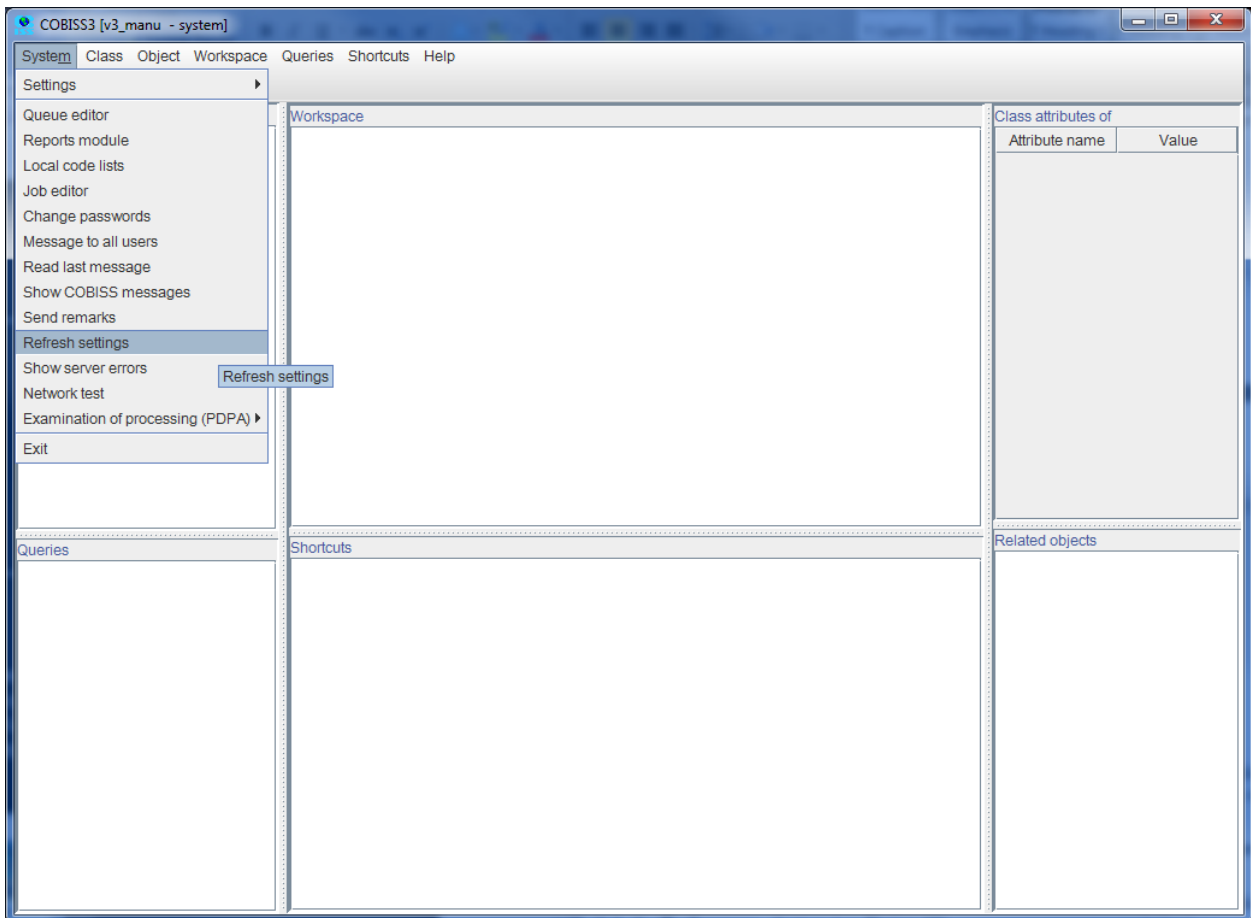 COBISS3 [v3_manu - system]
System Class Object Workspace Queries Shortcuts Help
Settings
Queue editor
Reports module
Local code lists
Job editor
Change passwords
Message to all users
Read last message
Show COBISS messages
Send remarks
Refresh settings
Show server errors
Refresh settings
Network test
Examination of processing (PDPA)
Exit
Workspace
Class attributes of
Attribute name Value
Queries
Shortcuts
Related objects